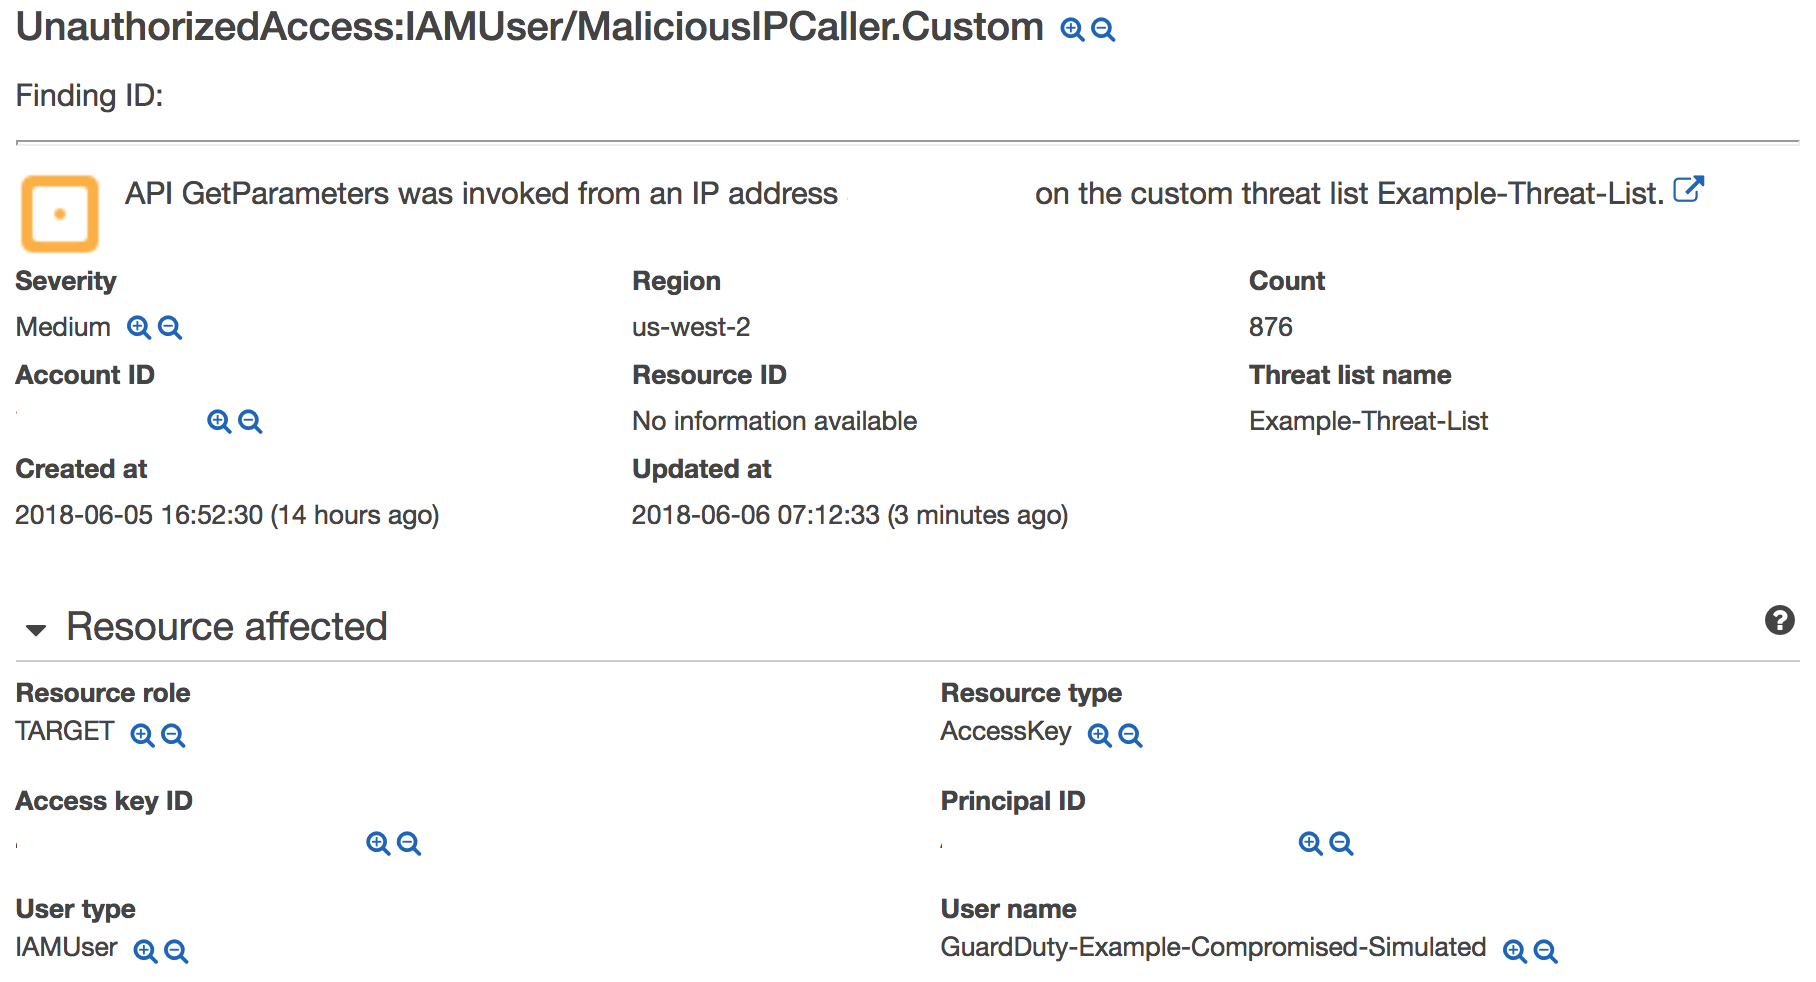 UnauthorizedAccess:IAMUser/MaliciousIPCaller.Custom
Finding ID:
API GetParameters was invoked from an IP address on the custom threat list Example-Threat-List.
Severity Region Count
Medium us-west-2 876
Account ID Resource ID Threat list name
No information available Example-Threat-List
Created at Updated at
2018-06-05 16:52:30 (14 hours ago) 2018-06-06 07:12:33 (3 minutes ago)
Resource affected ?
Resource role Resource type
TARGET AccessKey
Access key ID Principal ID
User type User name
IAMUser GuardDuty-Example-Compromised-Simulated